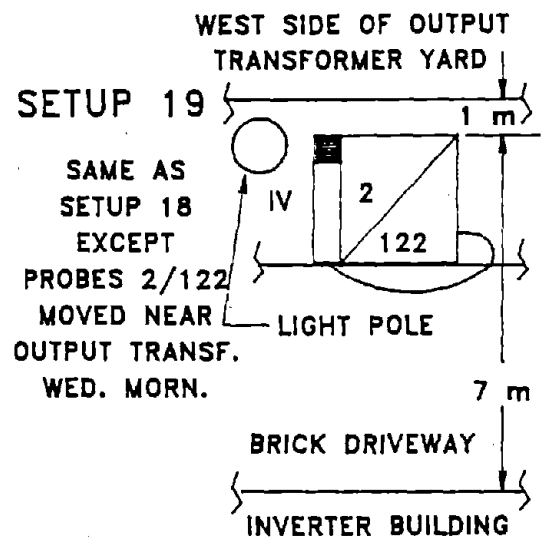 WEST SIDE OF OUTPUT
TRANSFORMER YARD
SETUP 19
1 m
SAME AS
SETUP 18
EXCEPT
PROBES 2/122
MOVED NEAR
OUTPUT TRANSF.
WED. MORN.
IV
2
122
LIGHT POLE
7 m
BRICK DRIVEWAY
INVERTER BUILDING